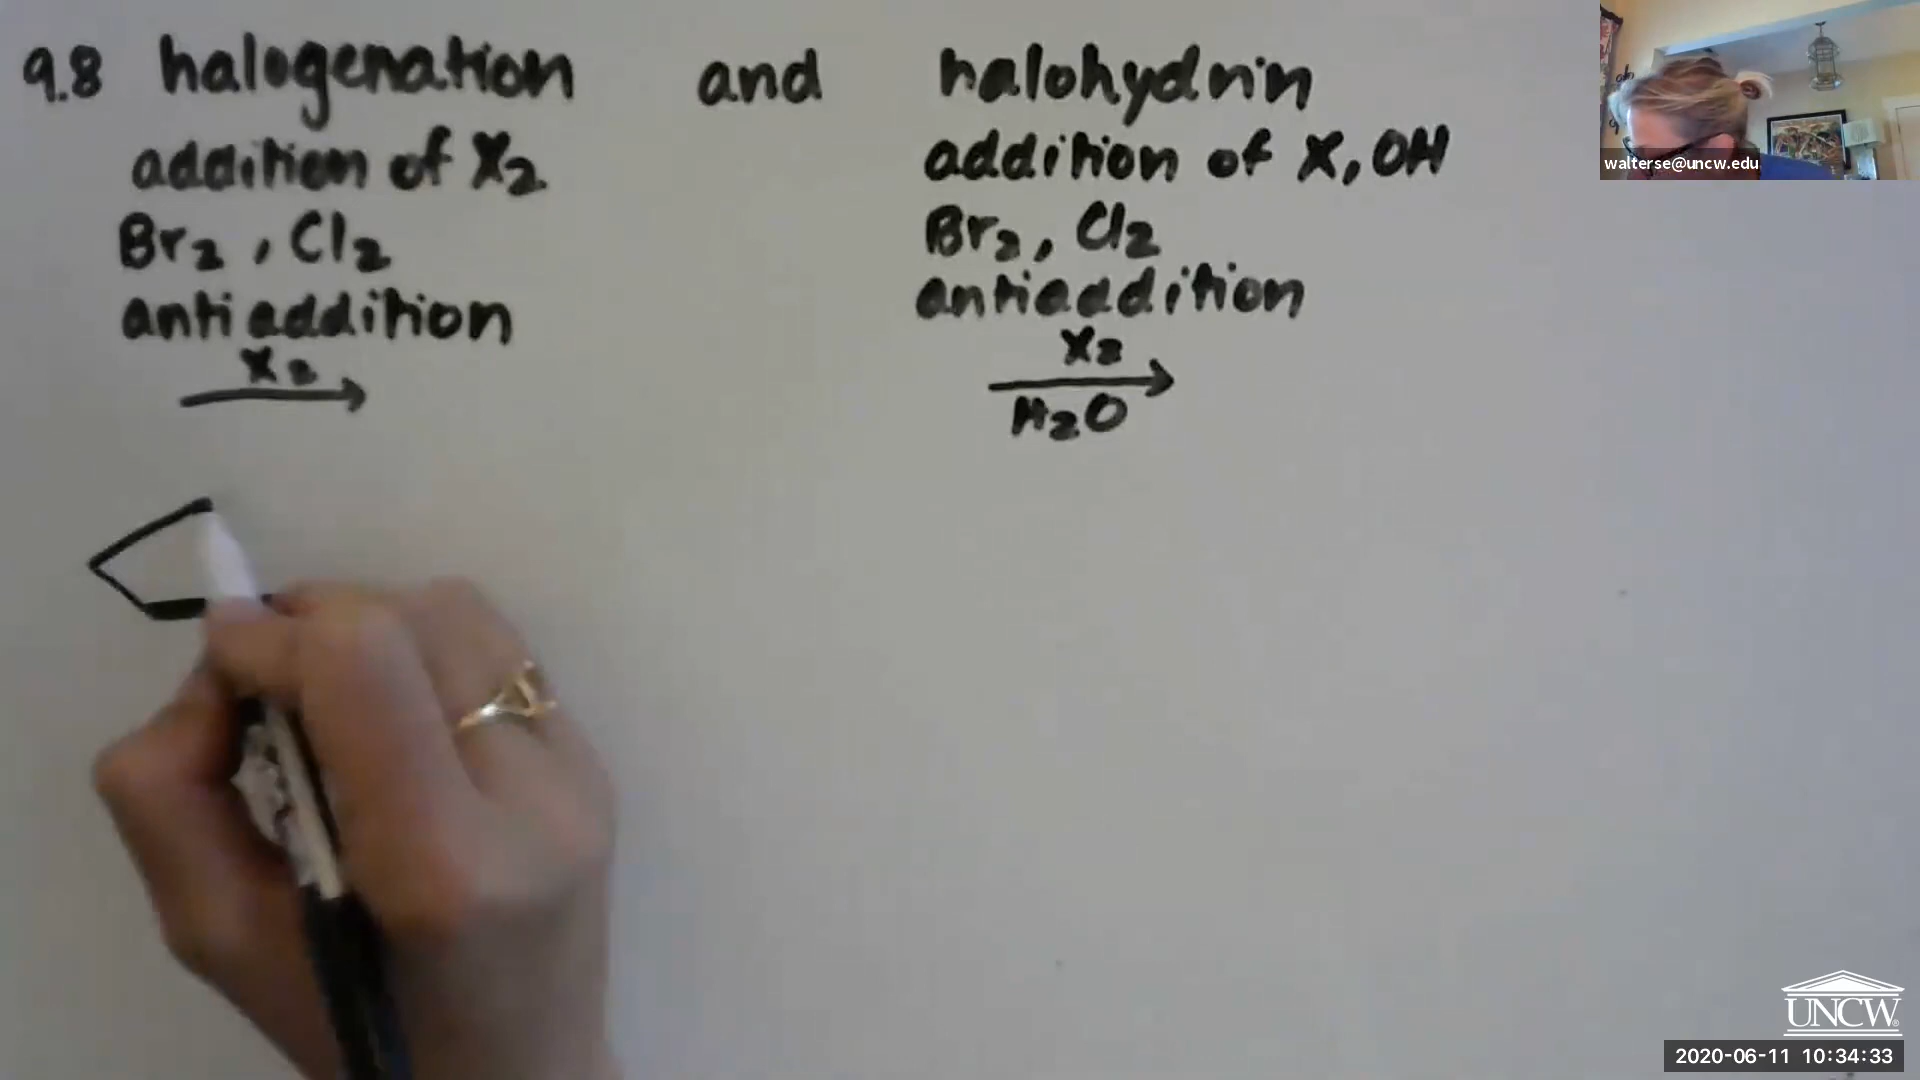 9.8 halogenation and halohydrin
addition of X2
Br2, Cl2
anti addition
X2
addition of X, OH
Br2, Cl2
antiaddition
X2
H2O
walterse@uncw.edu
UNCW
2020-06-11 10:34:33